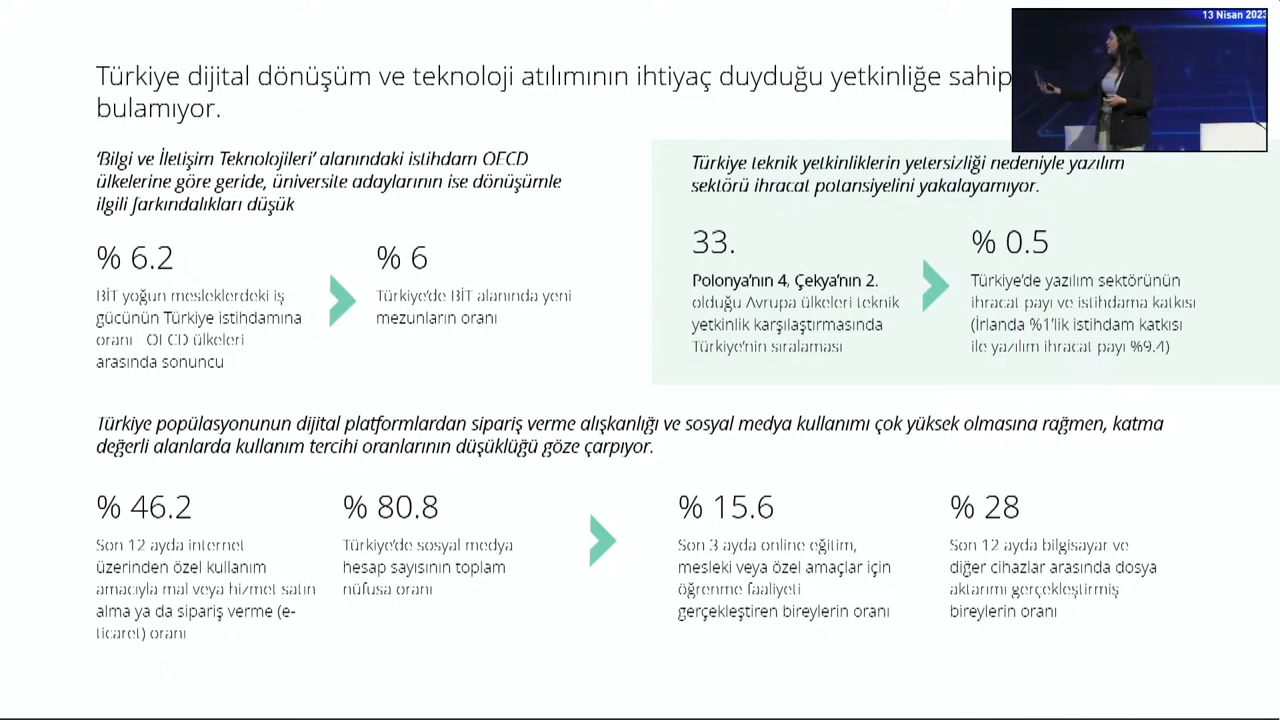 13 Nisan 2023
Türkiye dijital dönüşüm ve teknoloji atılımının ihtiyaç duyduğu yetkinliğe sahip
bulamıyor.
‘Bilgi ve İletişim Teknolojileri’ alanındaki istihdam OECD
ülkelerine göre geride, üniversite adaylarının ise dönüşümle
ilgili farkındalıkları düşük
% 6.2
BİT yoğun mesleklerdeki iş
gücünün Türkiye istihdamına
oranı - OECD ülkeleri
arasında sonuncu
% 6
Türkiye’de BİT alanında yeni
mezunların oranı
Türkiye teknik yetkinliklerin yetersizliği nedeniyle yazılım
sektörü ihracat potansiyelini yakalayamıyor.
33.
Polonya’nın 4, Çekya’nın 2.
olduğu Avrupa ülkeleri teknik
yetkinlik karşılaştırmasında
Türkiye’nin sıralaması
% 0.5
Türkiye’de yazılım sektörünün
ihracat payı ve istihdama katkısı
(İrlanda %1’lik istihdam katkısı
ile yazılım ihracat payı %9.4)
Türkiye popülasyonunun dijital platformlardan sipariş verme alışkanlığı ve sosyal medya kullanımı çok yüksek olmasına rağmen, katma
değerli alanlarda kullanım tercihi oranlarının düşüklüğü göze çarpıyor.
% 46.2
Son 12 ayda internet
üzerinden özel kullanım
amacıyla mal veya hizmet satın
alma ya da sipariş verme (e-
ticaret) oranı
% 80.8
Türkiye’de sosyal medya
hesap sayısının toplam
nüfusa oranı
% 15.6
Son 3 ayda online eğitim,
mesleki veya özel amaçlar için
öğrenme faaliyeti
gerçekleştiren bireylerin oranı
% 28
Son 12 ayda bilgisayar ve
diğer cihazlar arasında dosya
aktarımı gerçekleştirmiş
bireylerin oranı